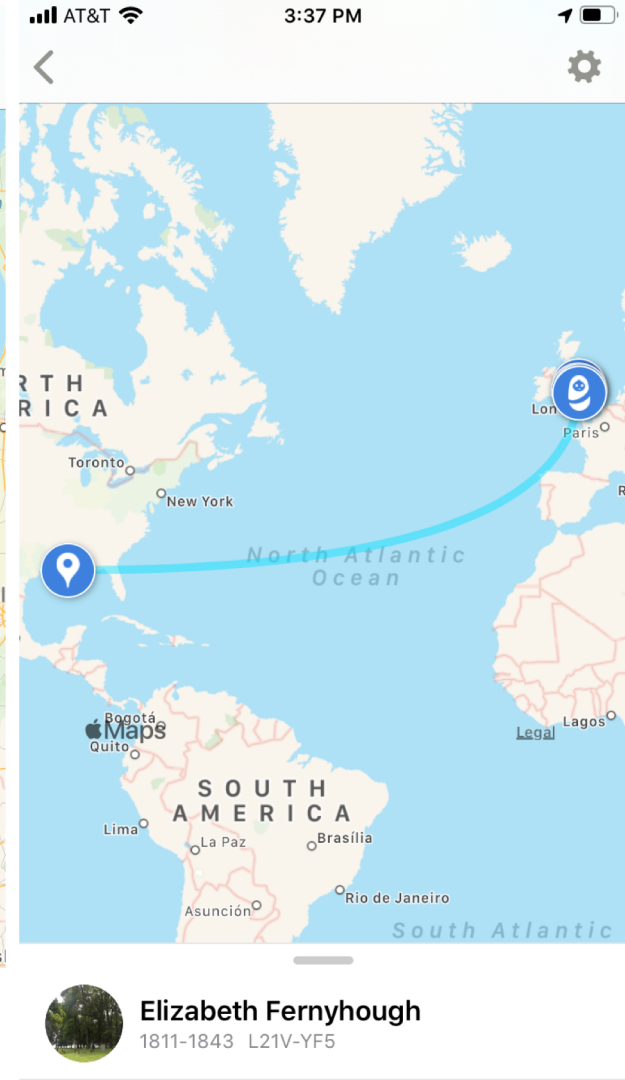 AT&T
3:37 PM
RTH
RICA
Toronto
New York
Lon
Paris
North Atlantic
Ocean
Bogotá
Maps
Quito
Legal
Lagos
SOUTH
AMERICA
Lima
La Paz
Brasília
Rio de Janeiro
Asunción
South Atlantic
Elizabeth Fernyhough
1811-1843 L21V-YF5